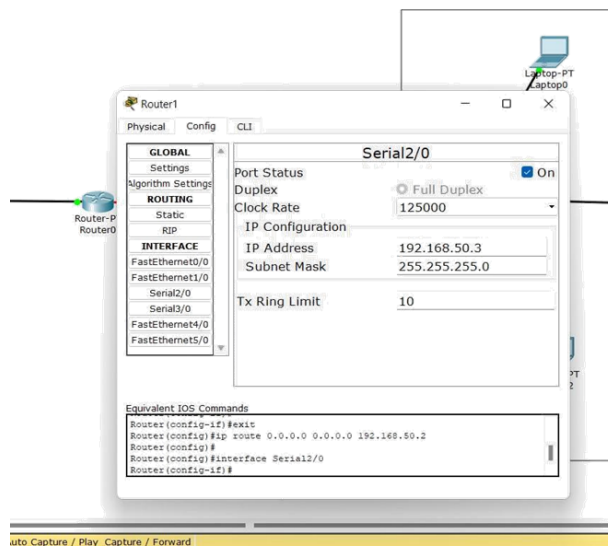 Laptop-PT
Laptop0
Router1
Physical Config CLI
GLOBAL
Settings
Algorithm Settings
ROUTING
Static
RIP
INTERFACE
FastEthernet0/0
FastEthernet1/0
Serial2/0
Serial3/0
FastEthernet4/0
FastEthernet5/0
Serial2/0
Port Status On
Duplex Full Duplex
Clock Rate 125000
IP Configuration
IP Address 192.168.50.3
Subnet Mask 255.255.255.0
Tx Ring Limit 10
Router-P
Router0
PT
2
Equivalent IOS Commands
Router(config-if)#exit
Router(config)#ip route 0.0.0.0 0.0.0.0 192.168.50.2
Router(config)#
Router(config)#interface Serial2/0
Router(config-if)#
Auto Capture / Play Capture / Forward